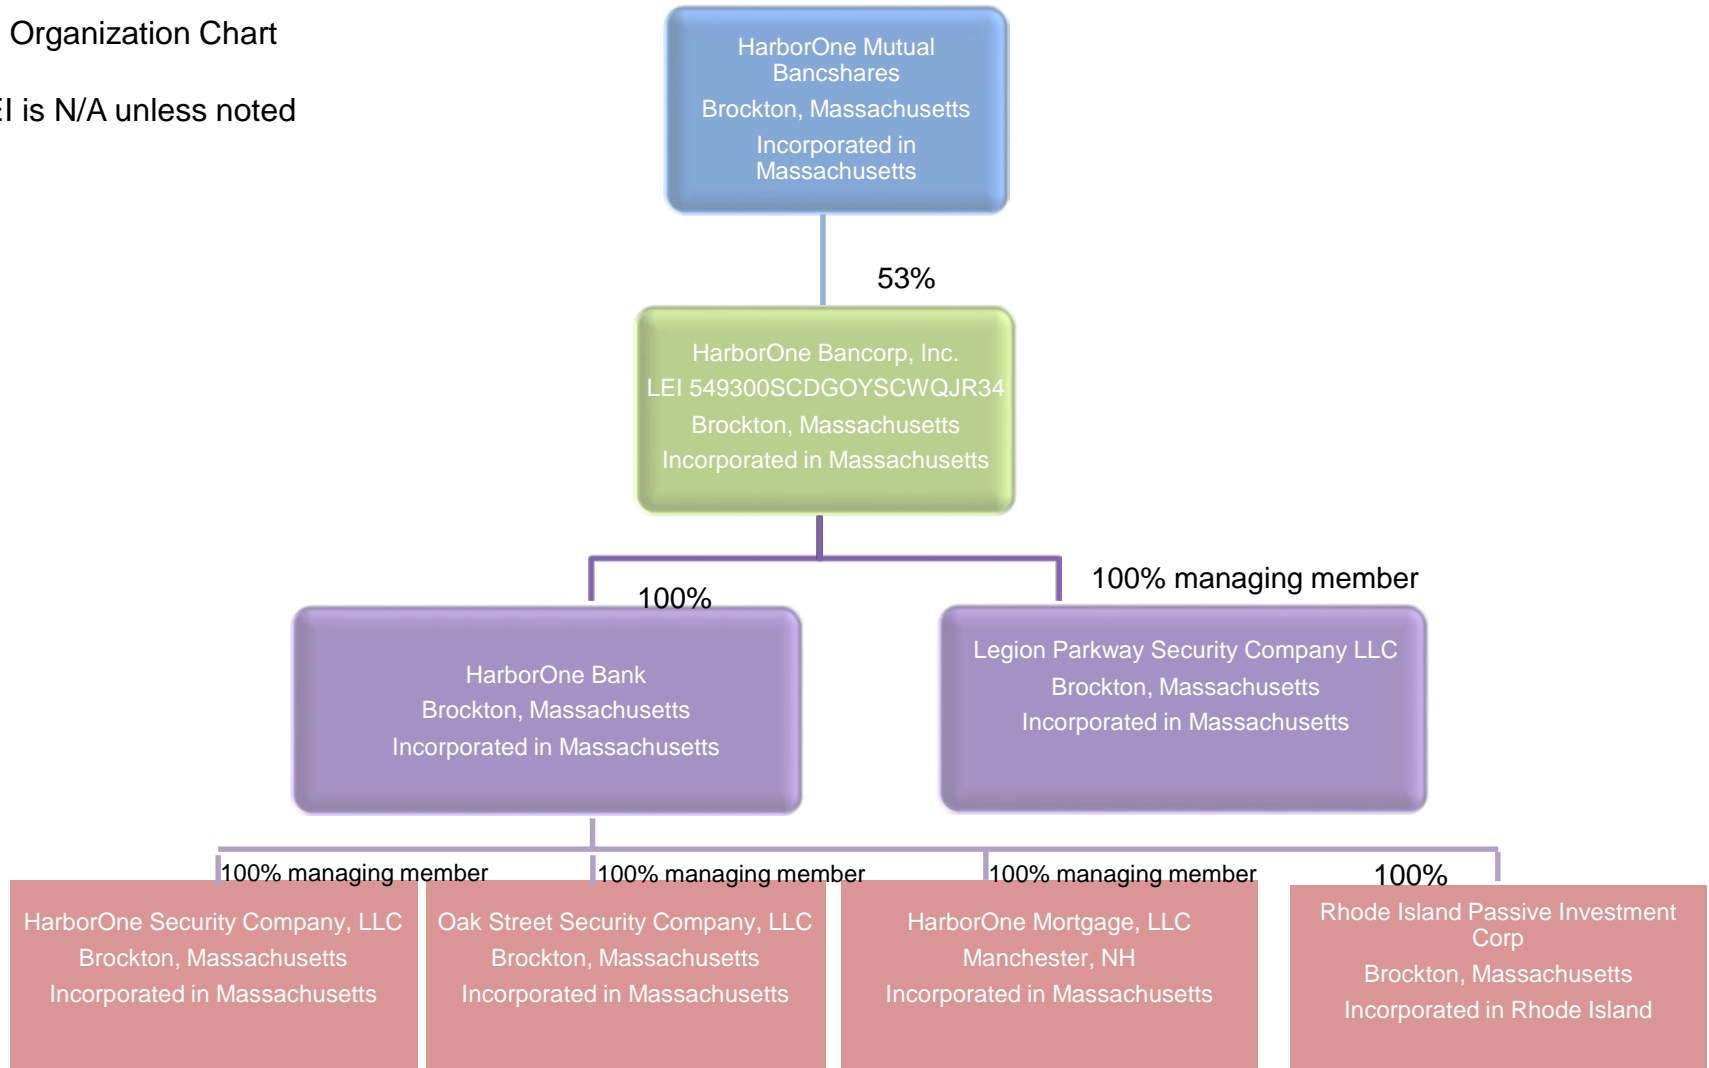 Organization Chart
EI is N/A unless noted
HarborOne Mutual
Bancshares
Brockton, Massachusetts
Incorporated in
Massachusetts
53%
HarborOne Bancorp, Inc.
LEI 549300SCDGOYSCWQJR34
Brockton, Massachusetts
Incorporated in Massachusetts
100%
100% managing member
HarborOne Bank
Brockton, Massachusetts
Incorporated in Massachusetts
Legion Parkway Security Company LLC
Brockton, Massachusetts
Incorporated in Massachusetts
100% managing member
100% managing member
100% managing member
100%
HarborOne Security Company, LLC
Brockton, Massachusetts
Incorporated in Massachusetts
Oak Street Security Company, LLC
Brockton, Massachusetts
Incorporated in Massachusetts
HarborOne Mortgage, LLC
Manchester, NH
Incorporated in Massachusetts
Rhode Island Passive Investment
Corp
Brockton, Massachusetts
Incorporated in Rhode Island